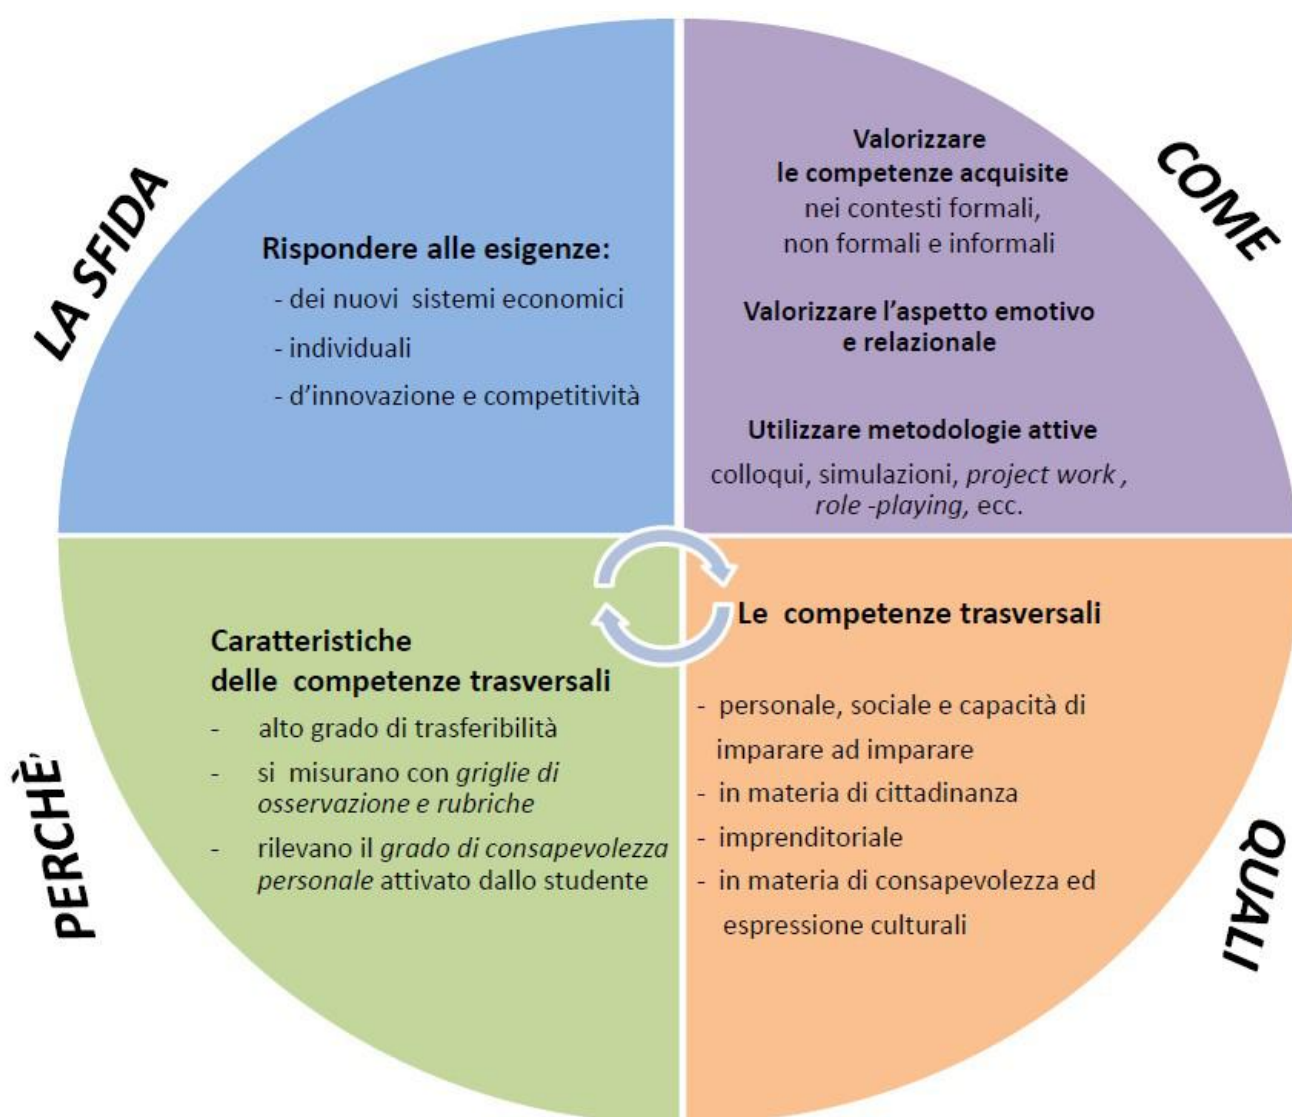 LA SFIDA
Rispondere alle esigenze:
- dei nuovi sistemi economici
- individuali
- d'innovazione e competitività
COME
Valorizzare
le competenze acquisite
nei contesti formali,
non formali e informali
Valorizzare l'aspetto emotivo
e relazionale
Utilizzare metodologie attive
colloqui, simulazioni, project work ,
role -playing, ecc.
PERCHÈ'
Caratteristiche
delle competenze trasversali
- alto grado di trasferibilità
- si misurano con griglie di
osservazione e rubriche
- rilevano il grado di consapevolezza
personale attivato dallo studente
QUALI
Le competenze trasversali
- personale, sociale e capacità di
imparare ad imparare
- in materia di cittadinanza
- imprenditoriale
- in materia di consapevolezza ed
espressione culturali